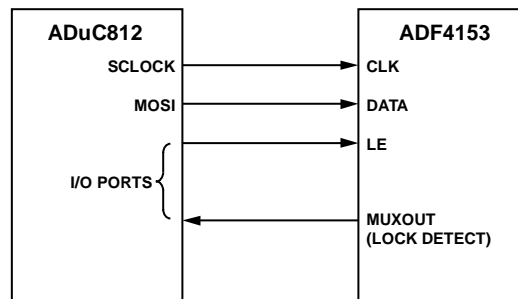 ADuC812
ADF4153
SCLOCK
CLK
MOSI
DATA
LE
I/O PORTS
MUXOUT
(LOCK DETECT)